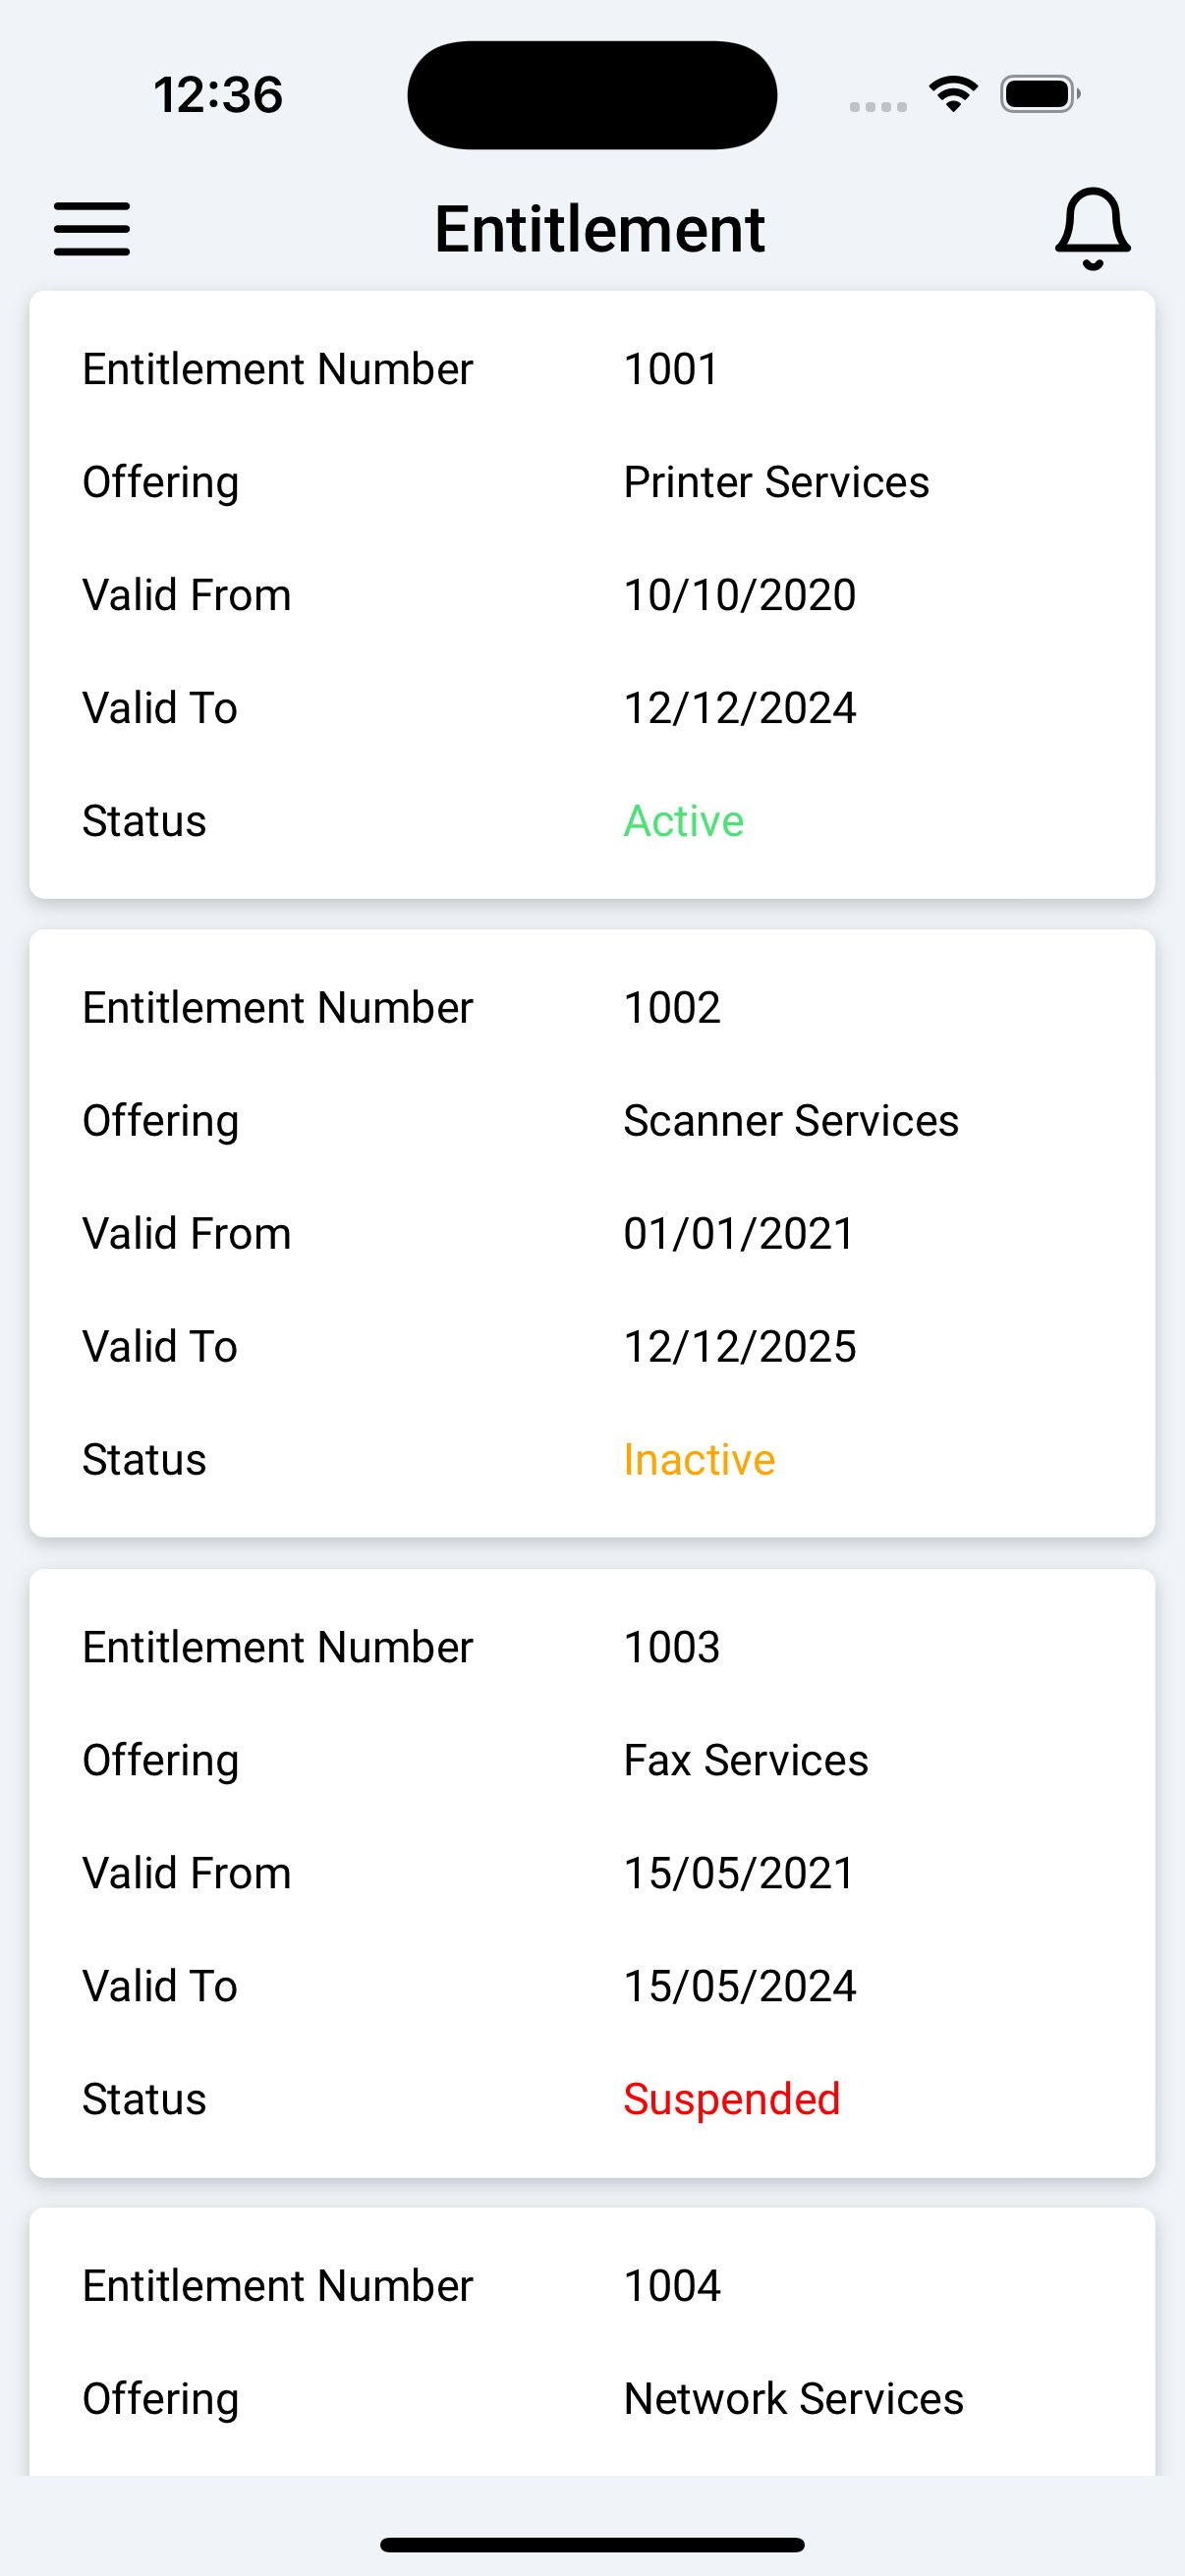 12:36
Entitlement
Entitlement Number 1001
Offering Printer Services
Valid From 10/10/2020
Valid To 12/12/2024
Status Active
Entitlement Number 1002
Offering Scanner Services
Valid From 01/01/2021
Valid To 12/12/2025
Status Inactive
Entitlement Number 1003
Offering Fax Services
Valid From 15/05/2021
Valid To 15/05/2024
Status Suspended
Entitlement Number 1004
Offering Network Services